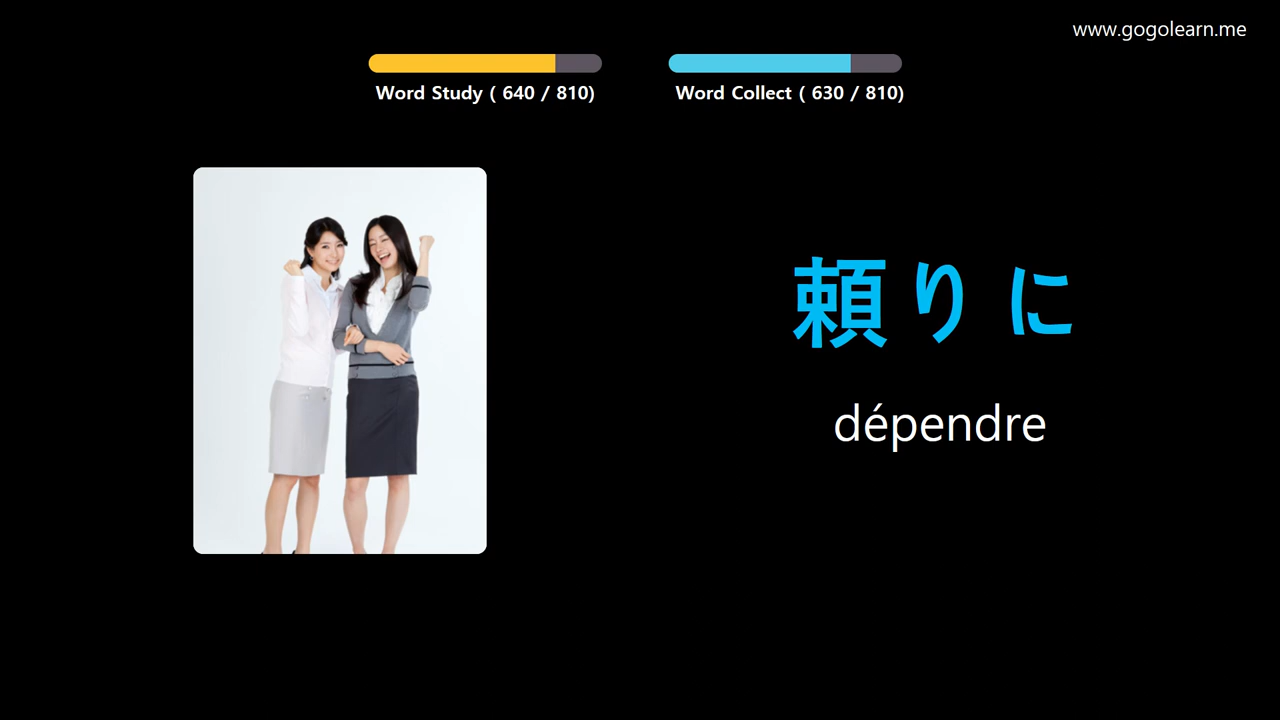 www.gogolearn.me
Word Study ( 640 / 810)
Word Collect ( 630 / 810)
頼りに
dépendre